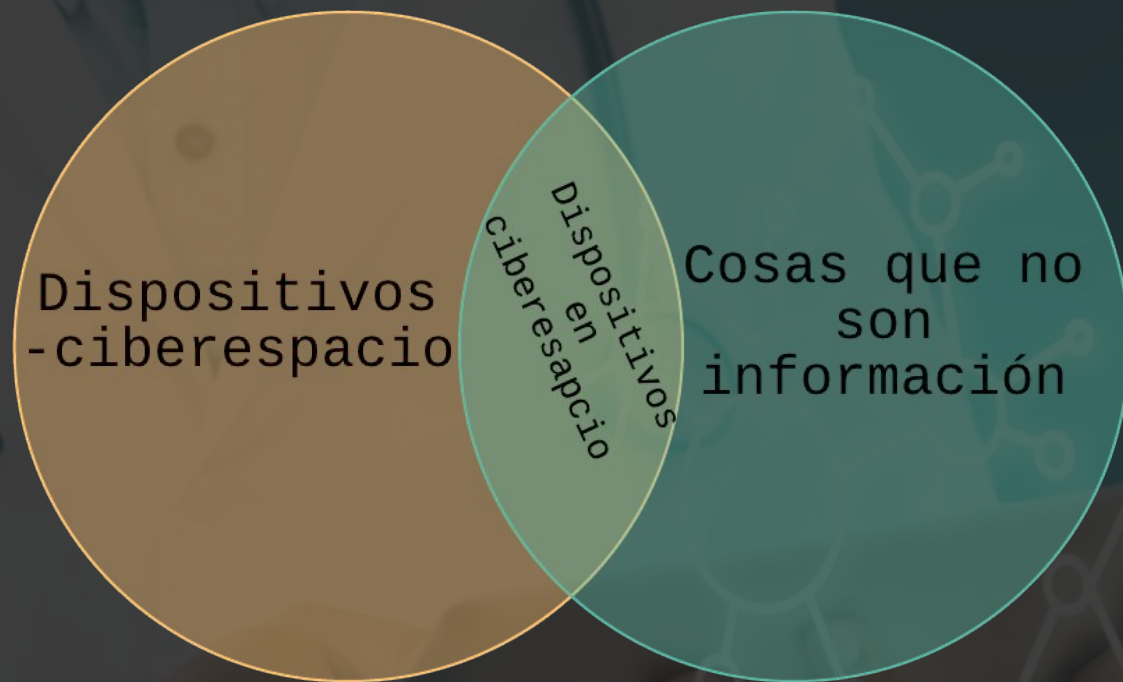 Dispositivos
-ciberespacio
Dispositivos
en
ciberesapcio
Cosas que no
son
información